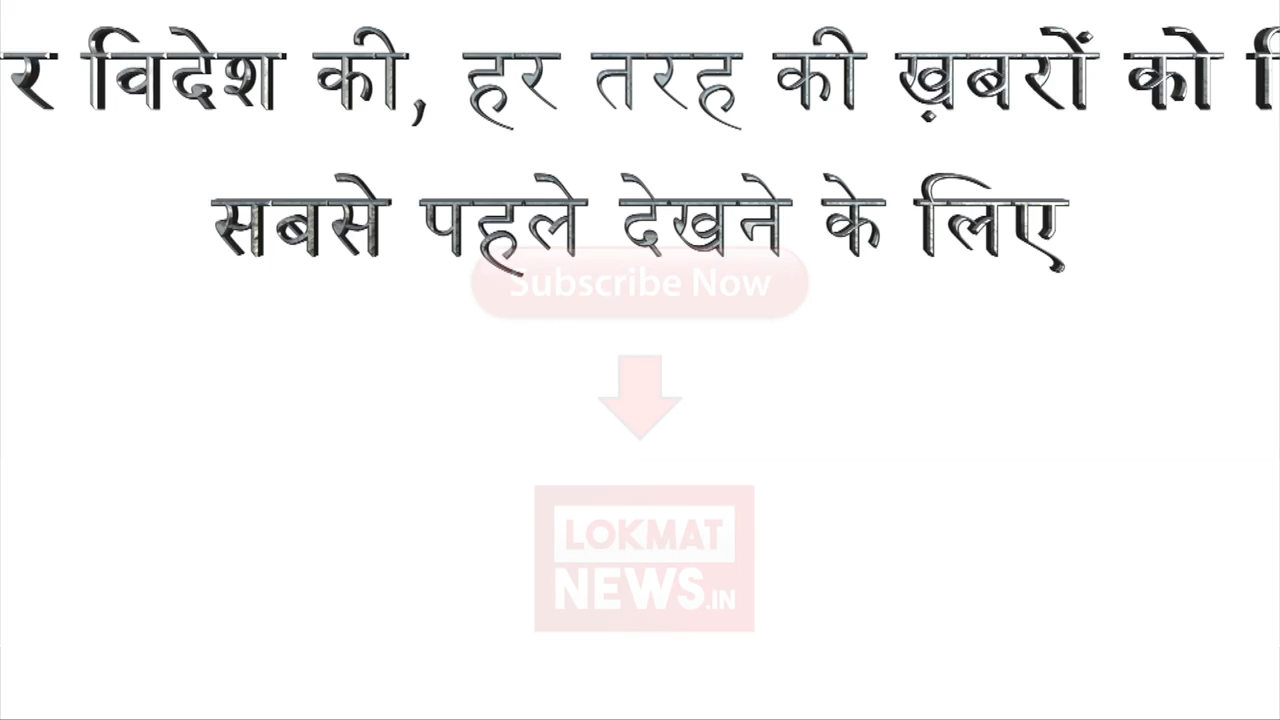 विदेश की, हर तरह की ख़बरों को
सबसे पहले देखने के लिए
Subscribe Now
LOKMAT
NEWS.IN